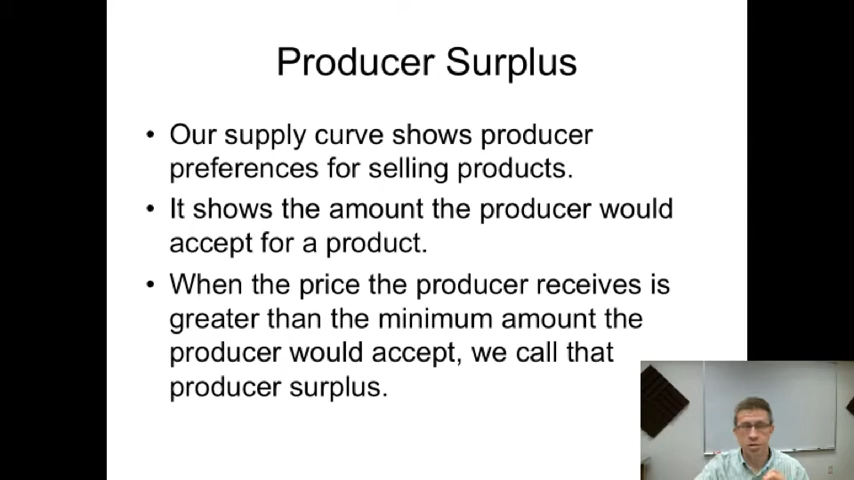 Producer Surplus
• Our supply curve shows producer
preferences for selling products.
• It shows the amount the producer would
accept for a product.
• When the price the producer receives is
greater than the minimum amount the
producer would accept, we call that
producer surplus.